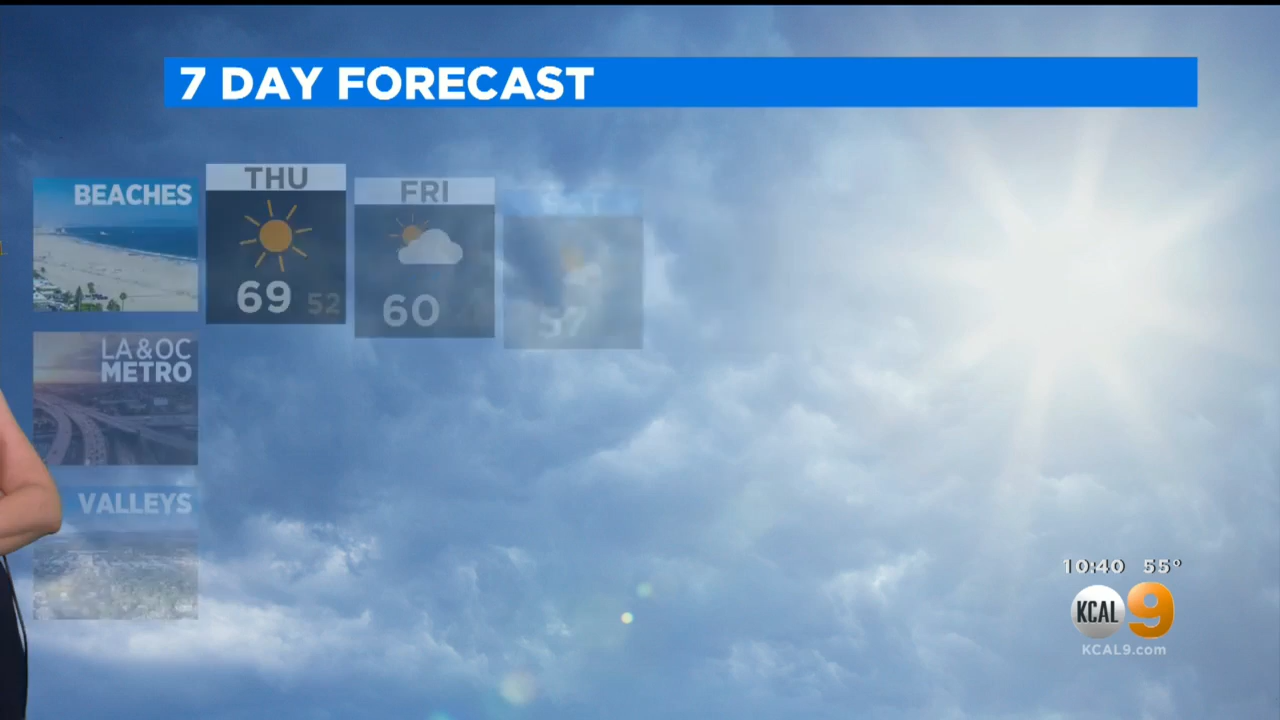 7 DAY FORECAST
BEACHES
THU
69 52
FRI
60
57
LA & OC
METRO
VALLEYS
10:40 55°
KCAL 9
KCAL9.com